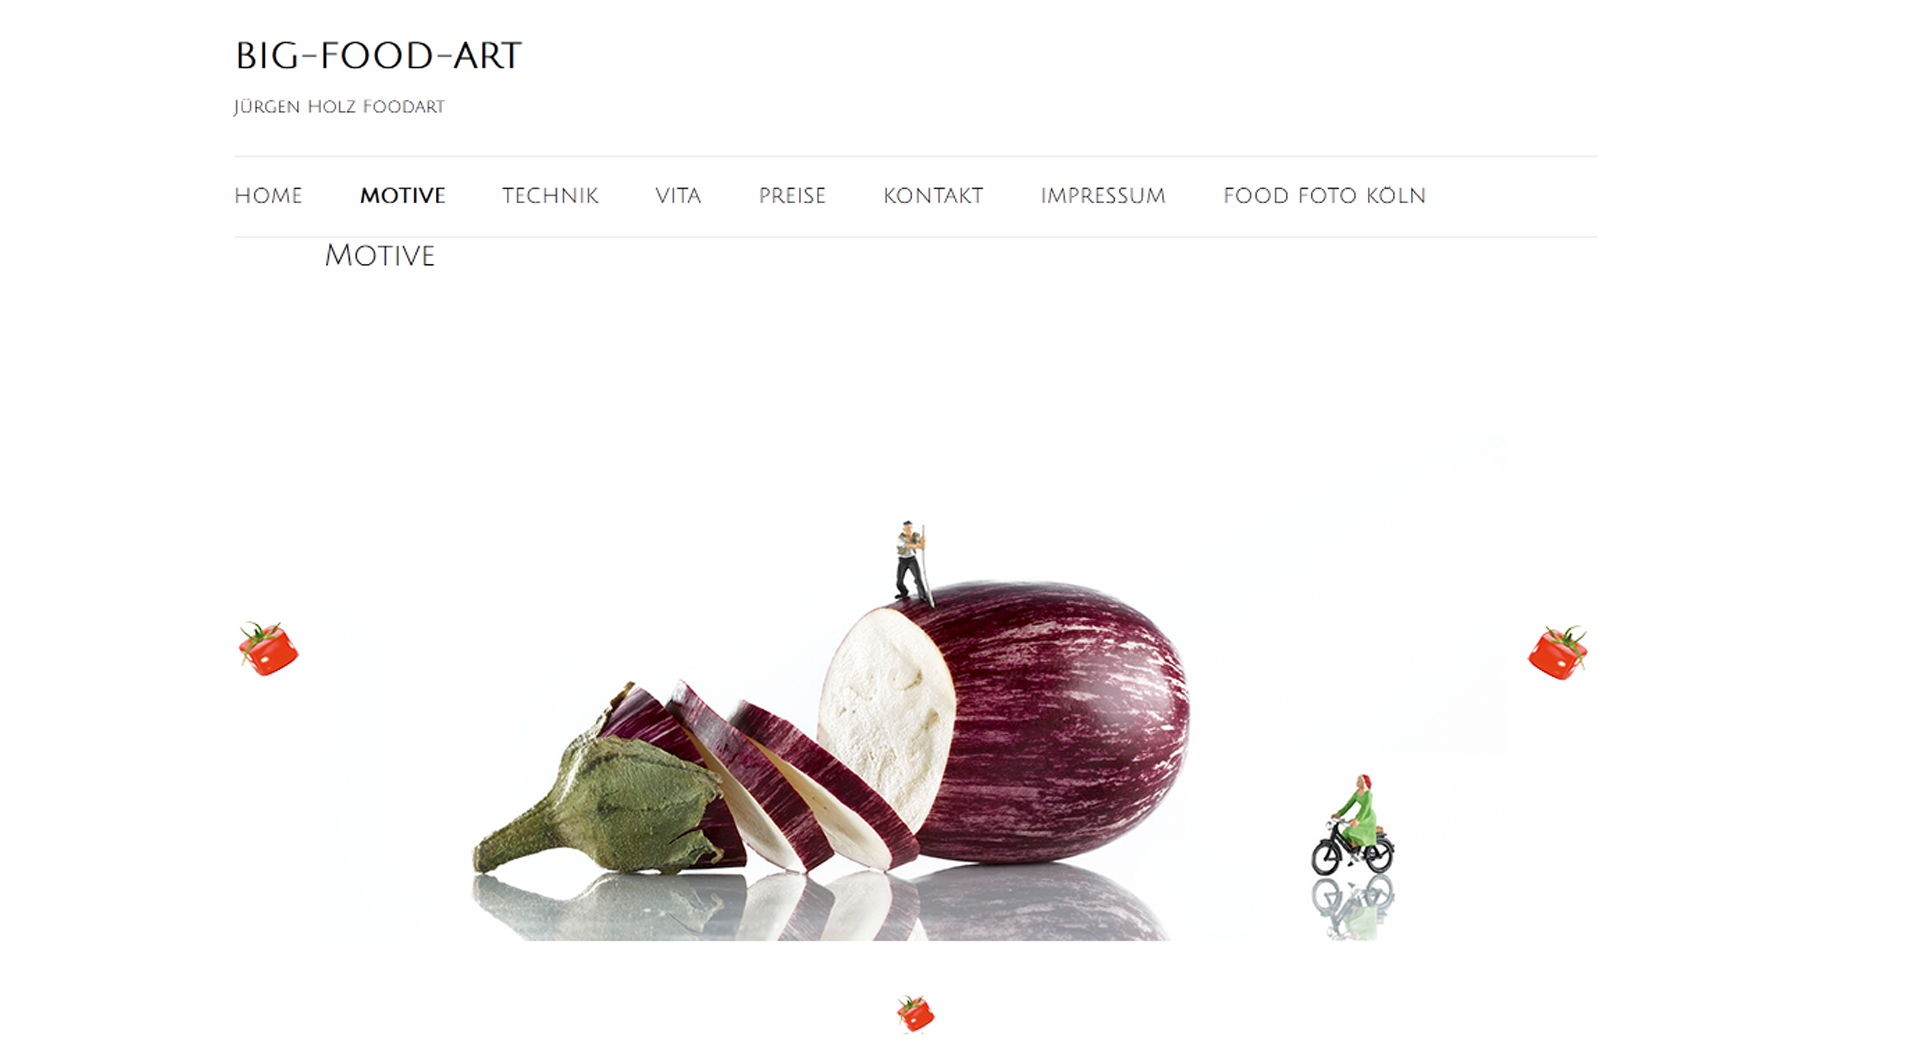 BIG-FOOD-ART
Jürgen Holz Foodart
HOME MOTIVE TECHNIK VITA PREISE KONTAKT IMPRESSUM FOOD FOTO KÖLN
Motive